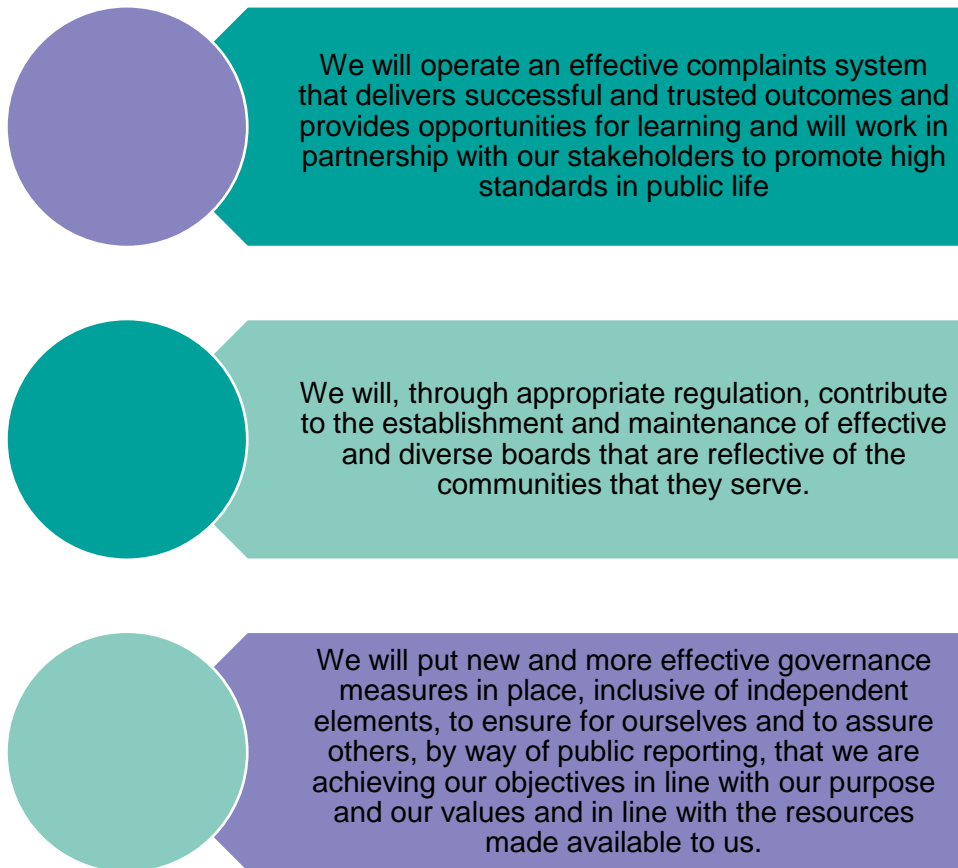 We will operate an effective complaints system
that delivers successful and trusted outcomes and
provides opportunities for learning and will work in
partnership with our stakeholders to promote high
standards in public life
We will, through appropriate regulation, contribute
to the establishment and maintenance of effective
and diverse boards that are reflective of the
communities that they serve.
We will put new and more effective governance
measures in place, inclusive of independent
elements, to ensure for ourselves and to assure
others, by way of public reporting, that we are
achieving our objectives in line with our purpose
and our values and in line with the resources
made available to us.